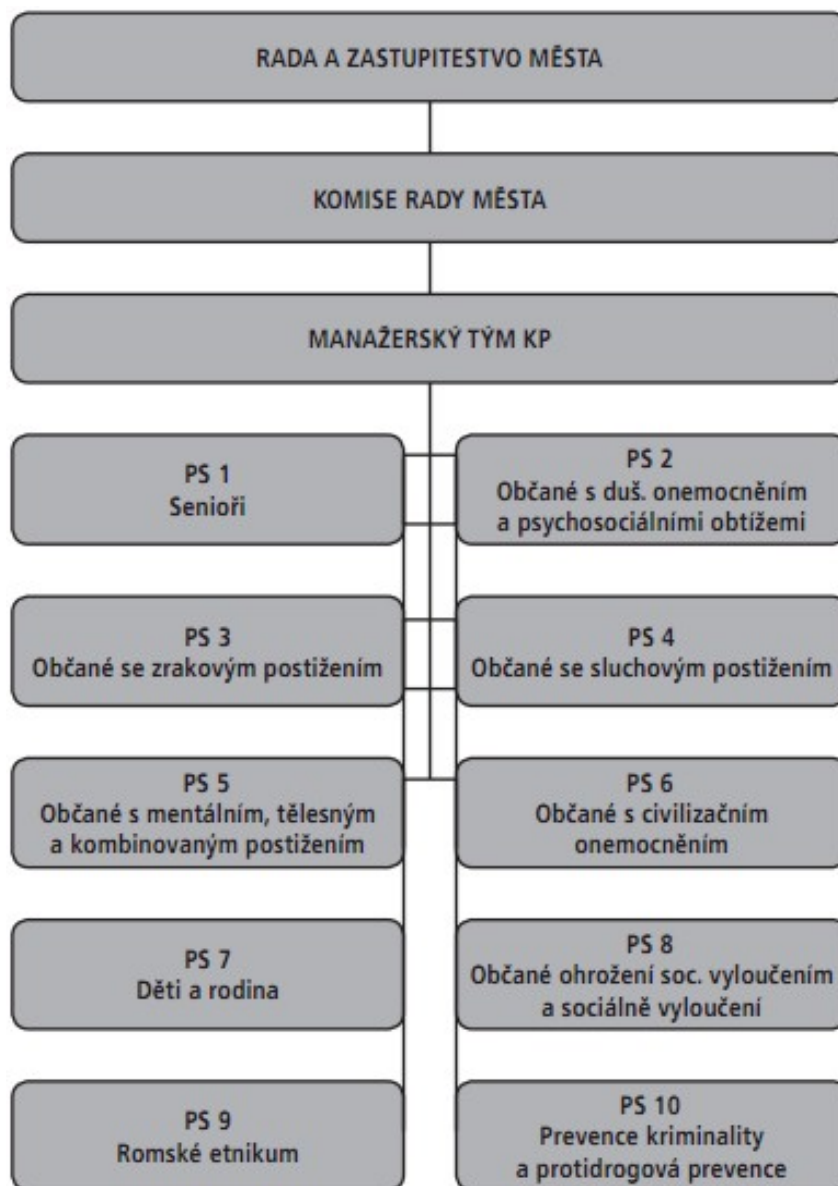 RADA A ZASTUPITESTVO MĚSTA
KOMISE RADY MĚSTA
MANAŽERSKÝ TÝM KP
PS 1
Senioři
PS 2
Občané s duš. onemocněním
a psychosociálními obtížemi
PS 3
Občané se zrakovým postižením
PS 4
Občané se sluchovým postižením
PS 5
Občané s mentálním, tělesným
a kombinovaným postižením
PS 6
Občané s civilizačním
onemocněním
PS 7
Děti a rodina
PS 8
Občané ohrožení soc. vyloučením
a sociálně vyloučení
PS 9
Romské etnikum
PS 10
Prevence kriminality
a protidrogová prevence